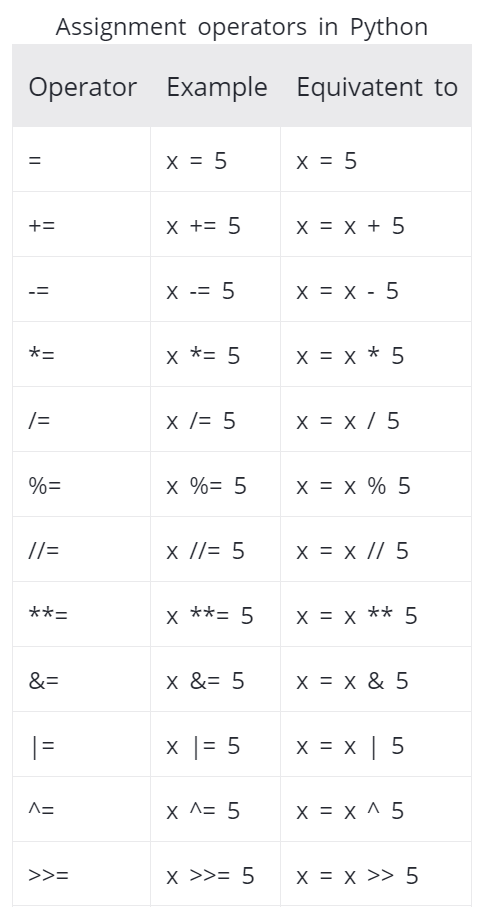 Assignment operators in Python
Operator Example Equivalent to
= x = 5 x = 5
+= x += 5 x = x + 5
-= x -= 5 x = x - 5
*= x *= 5 x = x * 5
/= x /= 5 x = x / 5
%= x %= 5 x = x % 5
//= x //= 5 x = x // 5
**= x **= 5 x = x ** 5
&= x &= 5 x = x & 5
|= x |= 5 x = x | 5
^= x ^= 5 x = x ^ 5
>>= x >>= 5 x = x >> 5